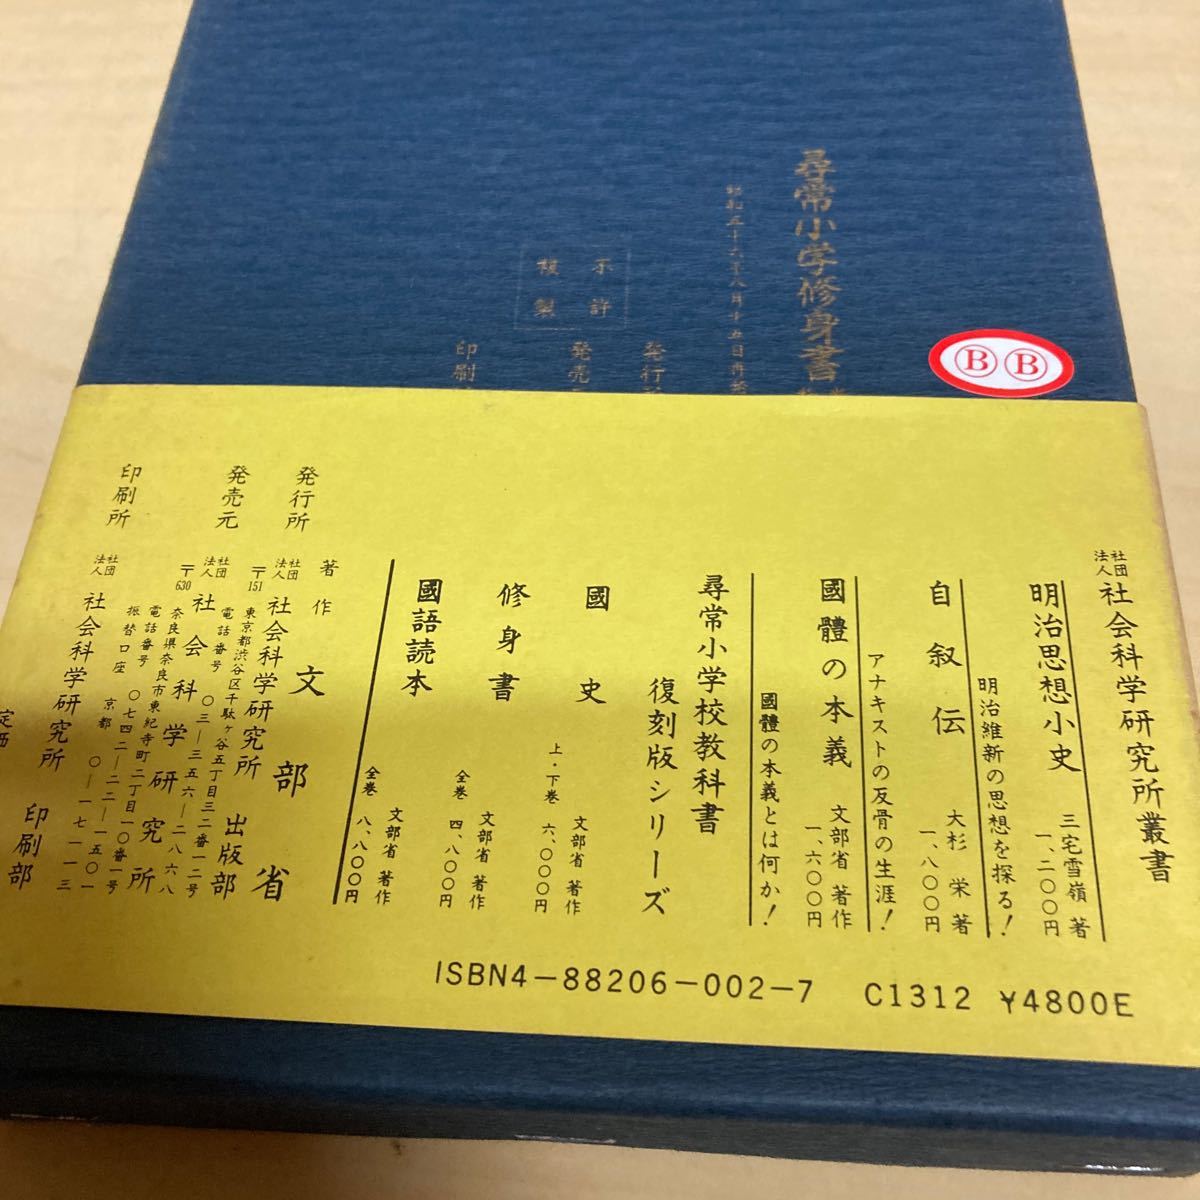 尋常小学修身書
不許
複製
発行所
発売元
印刷
Ⓑ Ⓑ
社団法人 社会科学研究所叢書
明治思想小史 三宅雪嶺 著 一、二〇〇円
明治維新の思想を探る!
自叙伝 大杉 栄 著 一、八〇〇円
アナキストの反骨の生涯!
國體の本義 文部省 著作 一、六〇〇円
國體の本義とは何か!
尋常小学校教科書
復刻版シリーズ
國史 上・下巻 文部省 著作 六、〇〇〇円
修身書 全巻 文部省 著作 四、八〇〇円
國語読本 全巻 文部省 著作 八、八〇〇円
著作 文部省
発行所 社団法人 社会科学研究所 出版部
〒151 東京都渋谷区千駄ヶ谷五丁目三二番一二号
電話番号 〇三-三五六-二八六八
発売元 社団法人 社会科学研究所
〒630 奈良県奈良市東紀寺町二丁目一〇番一号
電話番号 〇七四二-二二-一五〇一
振替口座 京都 〇-一七一一三
印刷所 社団法人 社会科学研究所 印刷部
ISBN4-88206-002-7 C1312 ¥4800E